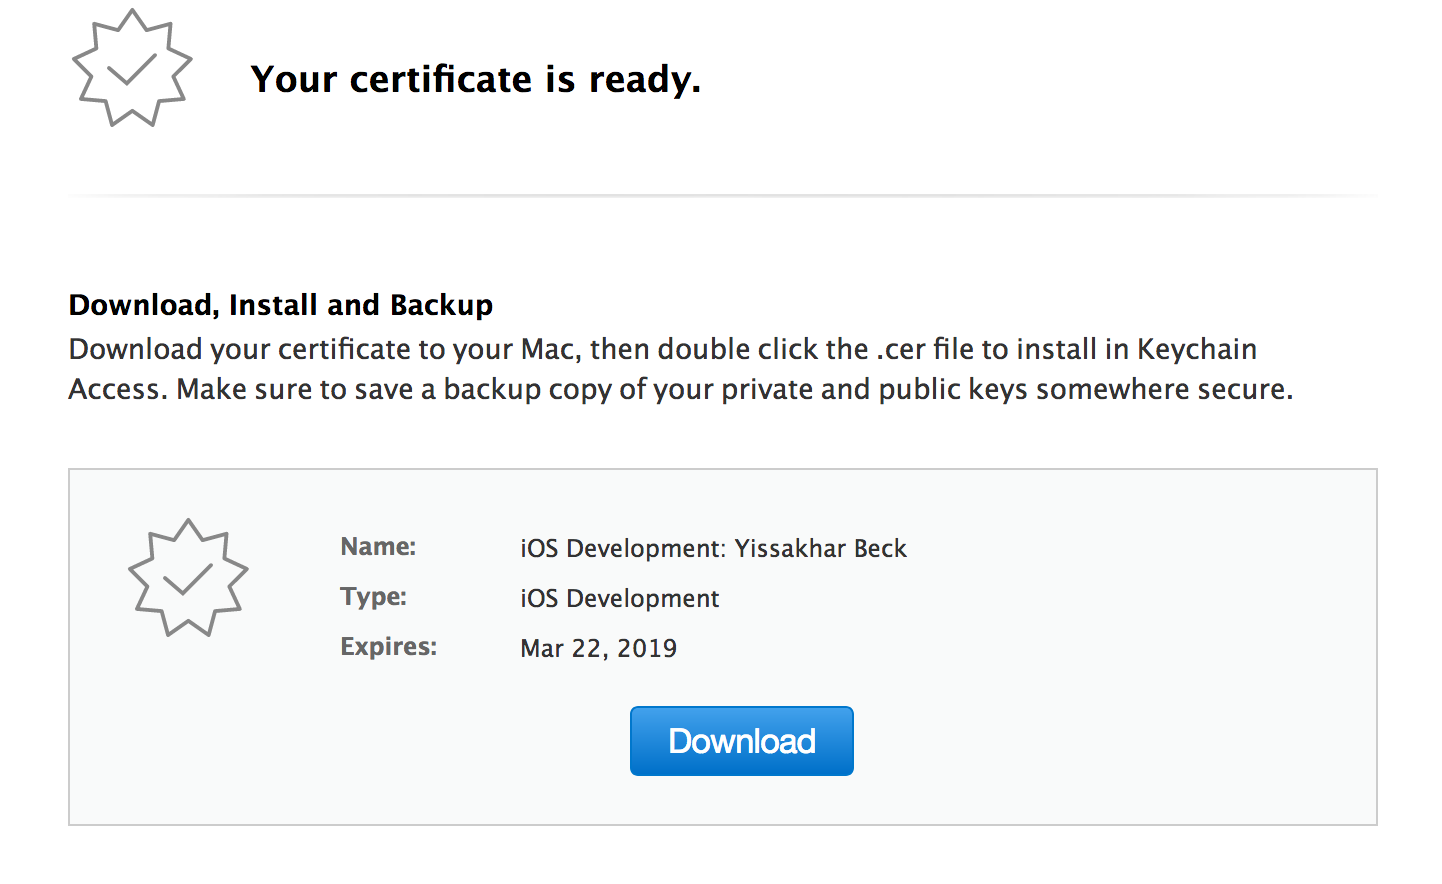 Your certificate is ready.
Download, Install and Backup
Download your certificate to your Mac, then double click the .cer file to install in Keychain
Access. Make sure to save a backup copy of your private and public keys somewhere secure.
Name: iOS Development: Yissakhar Beck
Type: iOS Development
Expires: Mar 22, 2019
Download